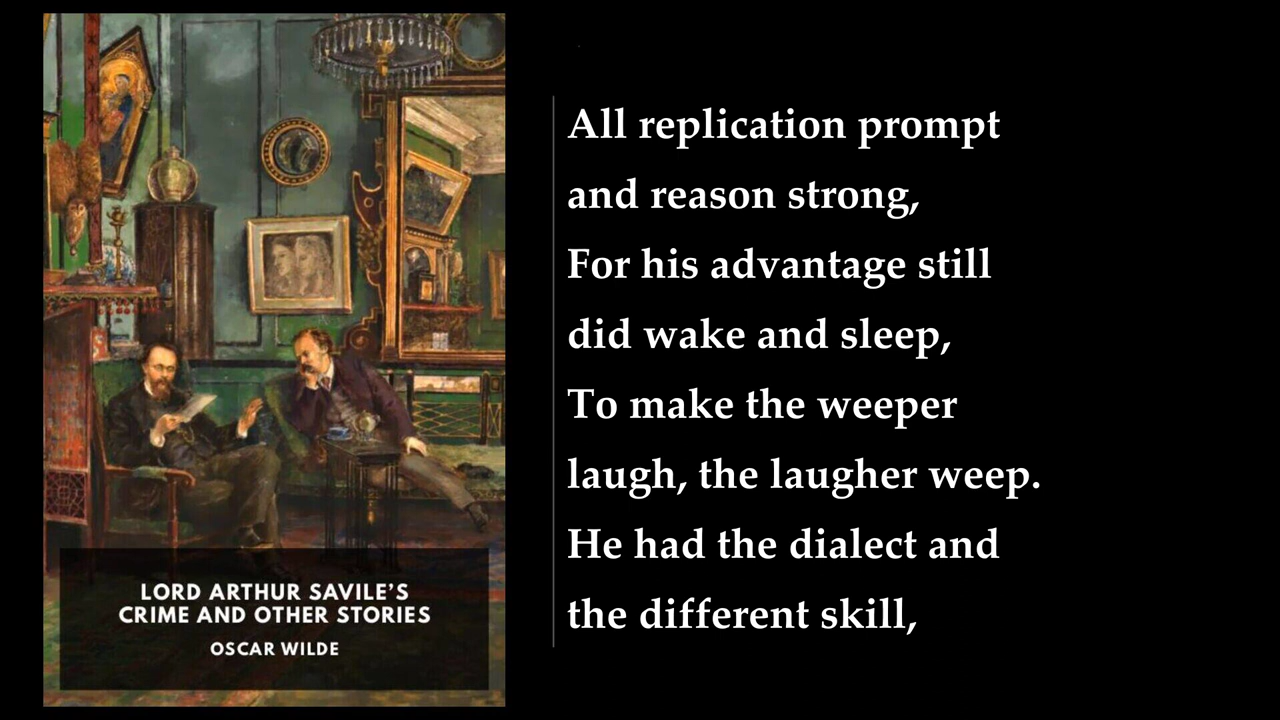 LORD ARTHUR SAVILE’S
CRIME AND OTHER STORIES
OSCAR WILDE
All replication prompt
and reason strong,
For his advantage still
did wake and sleep,
To make the weeper
laugh, the laugher weep.
He had the dialect and
the different skill,